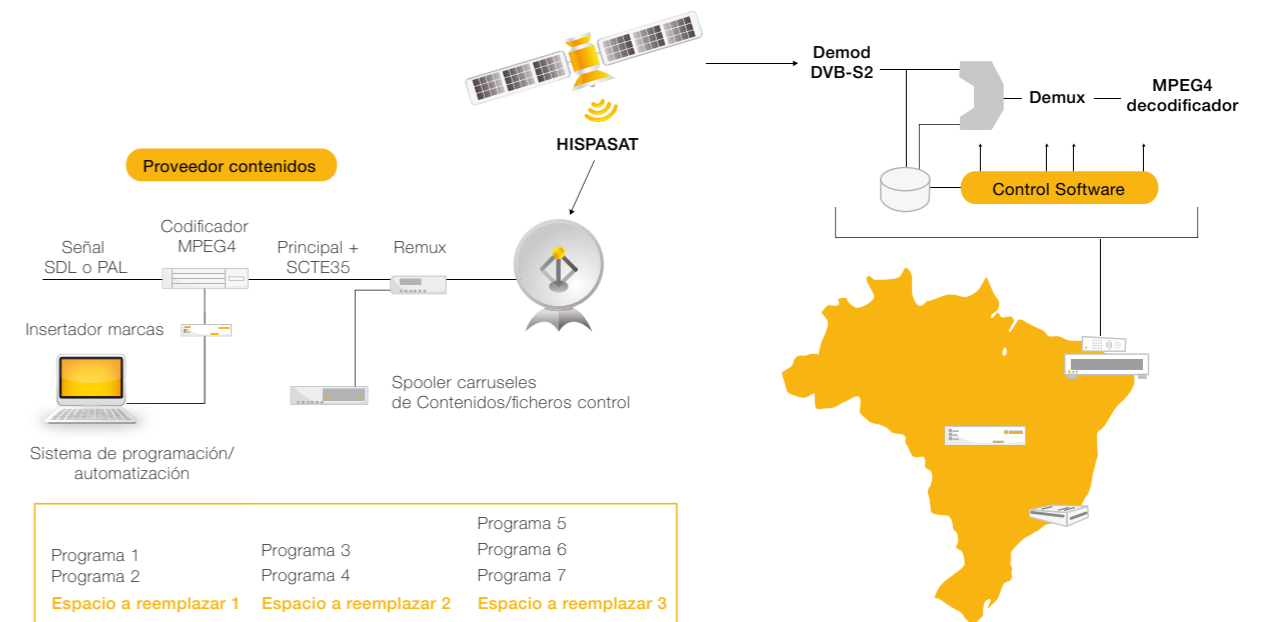 Demod
DVB-S2
Demux
MPEG4
decodificador
HISPASAT
Control Software
Proveedor contenidos
Señal
SDL o PAL
Codificador
MPEG4
Principal +
SCTE35
Remux
Insertador marcas
Spooler carruseles
de Contenidos/ficheros control
Sistema de programación/
automatización
Programa 1
Programa 2
Espacio a reemplazar 1
Programa 3
Programa 4
Espacio a reemplazar 2
Programa 5
Programa 6
Programa 7
Espacio a reemplazar 3